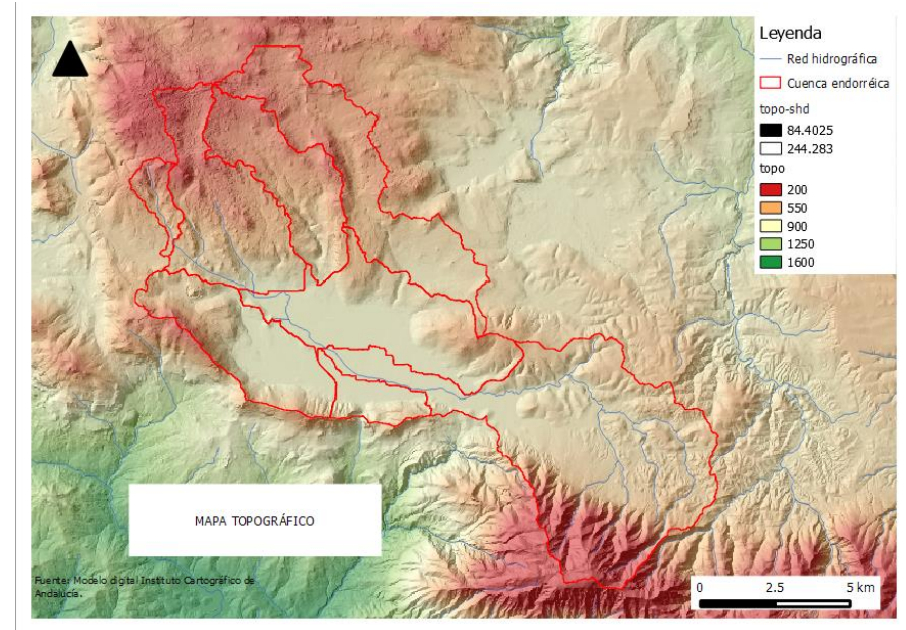 Leyenda
Red hidrográfica
Cuenca endorréica
topo-shd
84.4025
244.283
topo
200
550
900
1250
1600
MAPA TOPOGRÁFICO
Fuente: Modelo digital Instituto Cartográfico de
Andalucía.
0 2.5 5 km